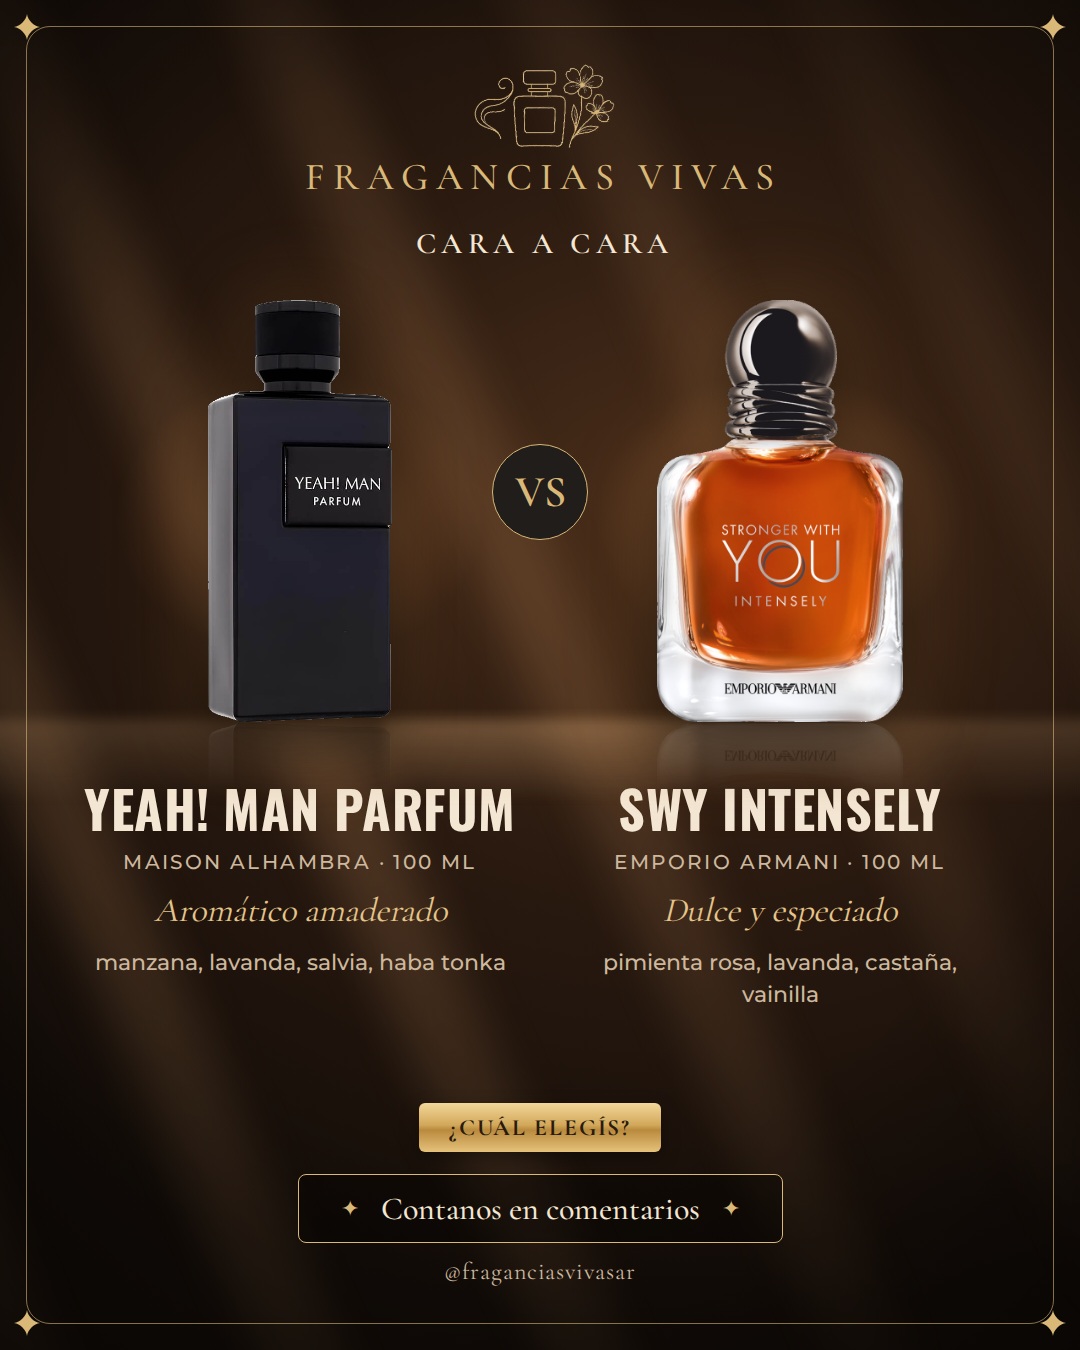 FRAGANCIAS VIVAS
CARA A CARA
YEAH! MAN
PARFUM
VS
STRONGER WITH
YOU
INTENSELY
EMPORIO ARMANI
YEAH! MAN PARFUM
MAISON ALHAMBRA · 100 ML
Aromático amaderado
manzana, lavanda, salvia, haba tonka
SWY INTENSELY
EMPORIO ARMANI · 100 ML
Dulce y especiado
pimienta rosa, lavanda, castaña,
vainilla
¿CUÁL ELEGÍS?
Contanos en comentarios
@fraganciasvivasar